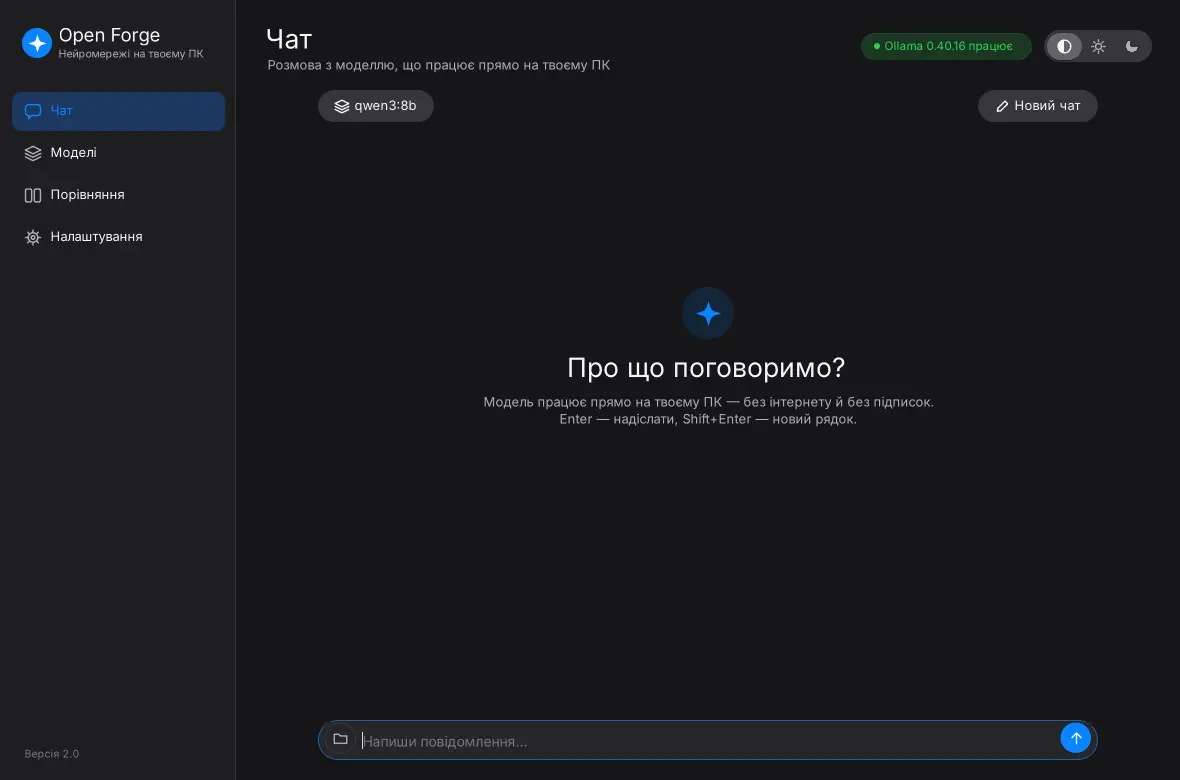 Open Forge
Нейромережі на твоєму ПК
Чат
Моделі
Порівняння
Налаштування
Версія 2.0
Чат
Розмова з моделлю, що працює прямо на твоєму ПК
Ollama 0.40.16 працює
qwen3:8b
Новий чат
Про що поговоримо?
Модель працює прямо на твоєму ПК — без інтернету й без підписок.
Enter — надіслати, Shift+Enter — новий рядок.
Напиши повідомлення...